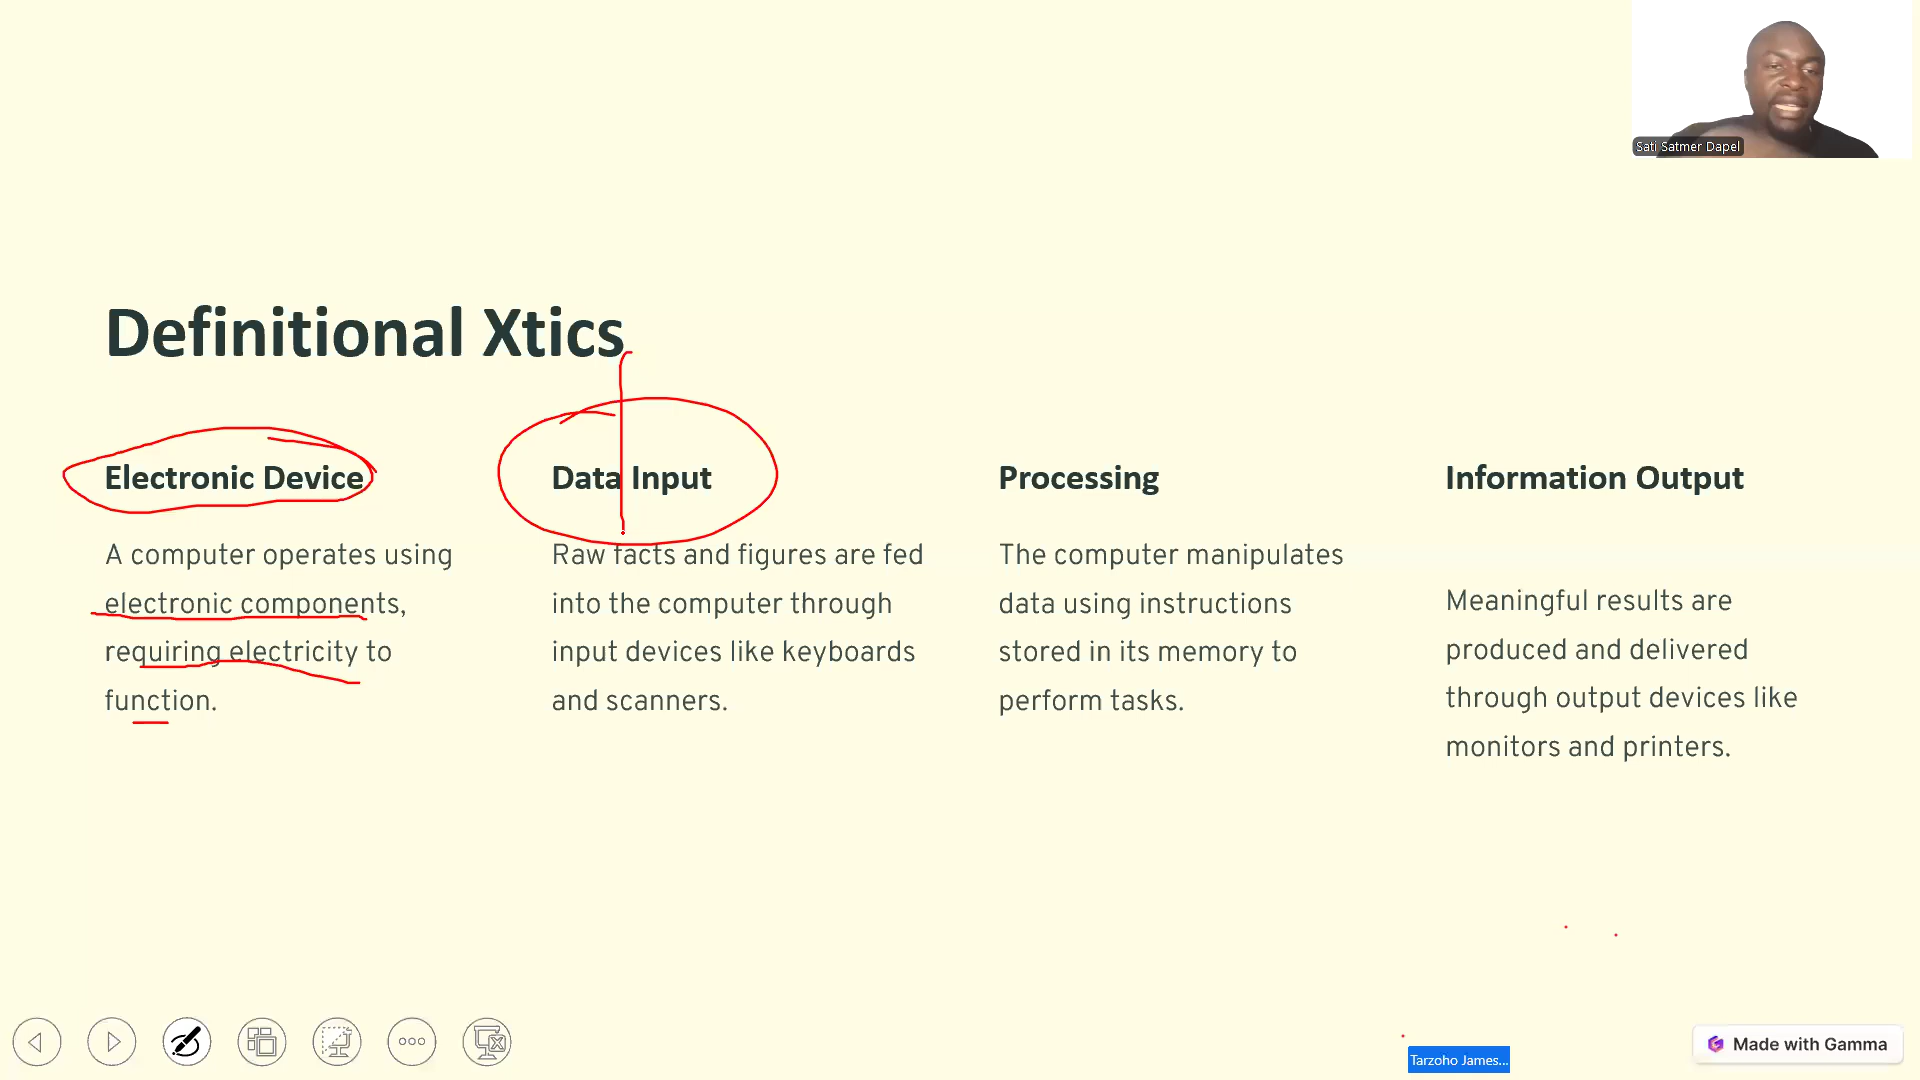 Sati Satmer Dapel
Definitional Xtics
Electronic Device
A computer operates using
electronic components,
requiring electricity to
function.
Data Input
Raw facts and figures are fed
into the computer through
input devices like keyboards
and scanners.
Processing
The computer manipulates
data using instructions
stored in its memory to
perform tasks.
Information Output
Meaningful results are
produced and delivered
through output devices like
monitors and printers.
Tarzoho James...
Made with Gamma